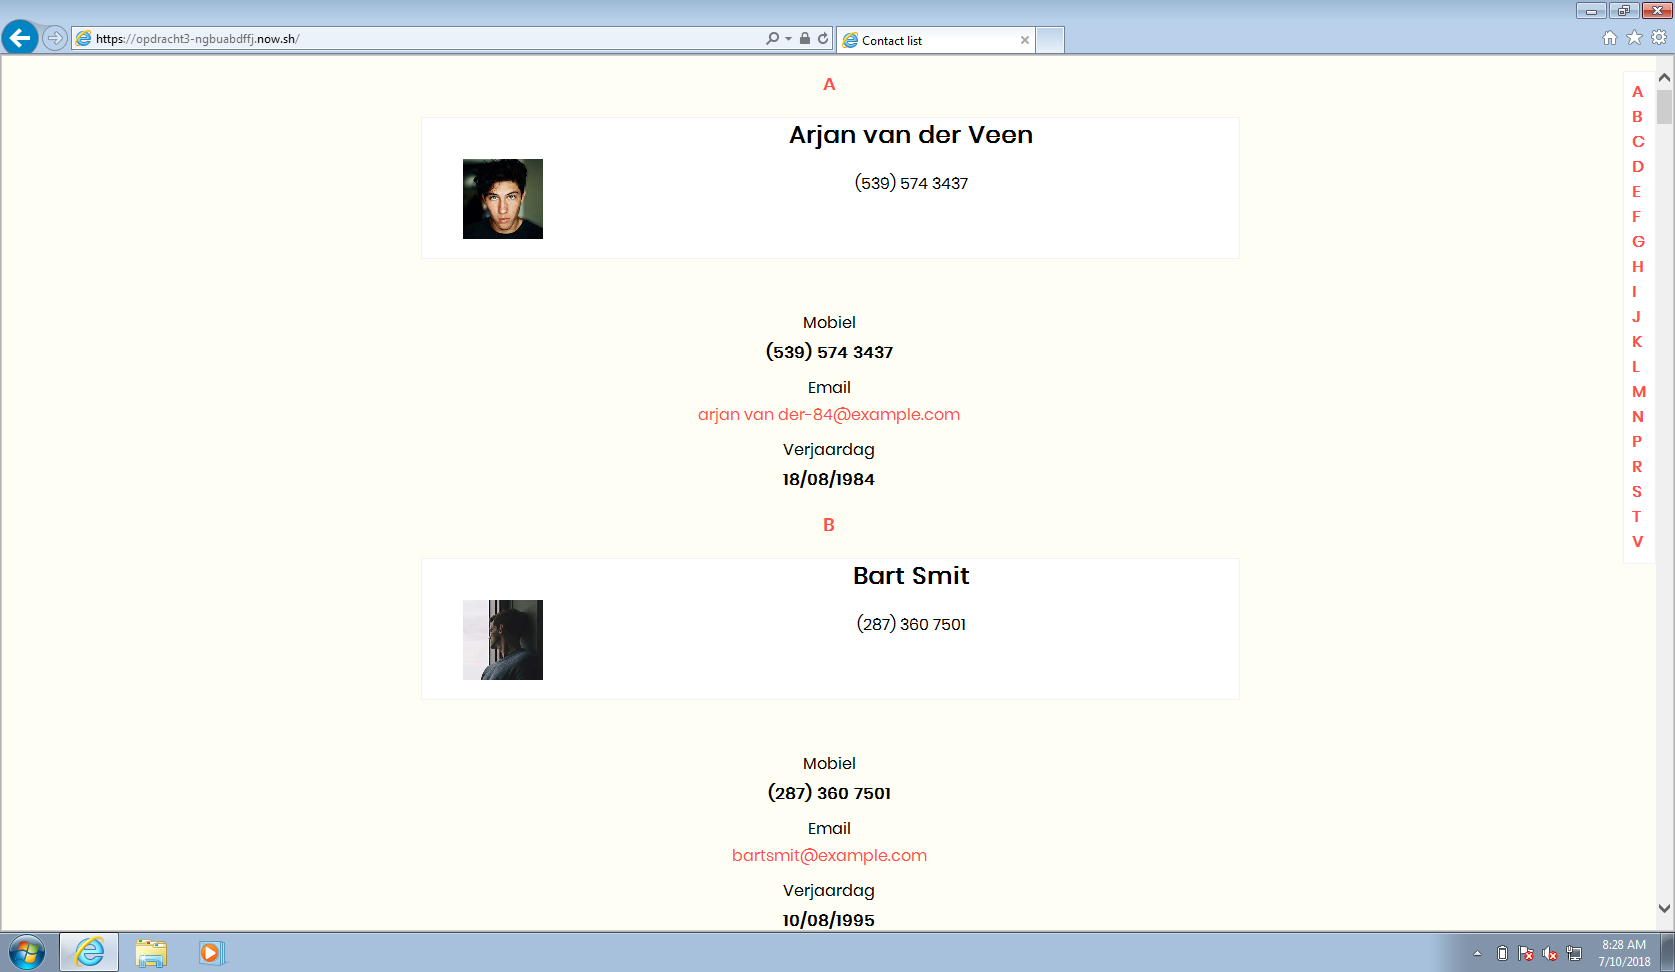 https://opdracht3-ngbuabdffj.now.sh/
Contact list
A
Arjan van der Veen
(539) 574 3437
Mobiel
(539) 574 3437
Email
arjan van der-84@example.com
Verjaardag
18/08/1984
B
Bart Smit
(287) 360 7501
Mobiel
(287) 360 7501
Email
bartsmit@example.com
Verjaardag
10/08/1995
A
B
C
D
E
F
G
H
I
J
K
L
M
N
P
R
S
T
V
8:28 AM
7/10/2018